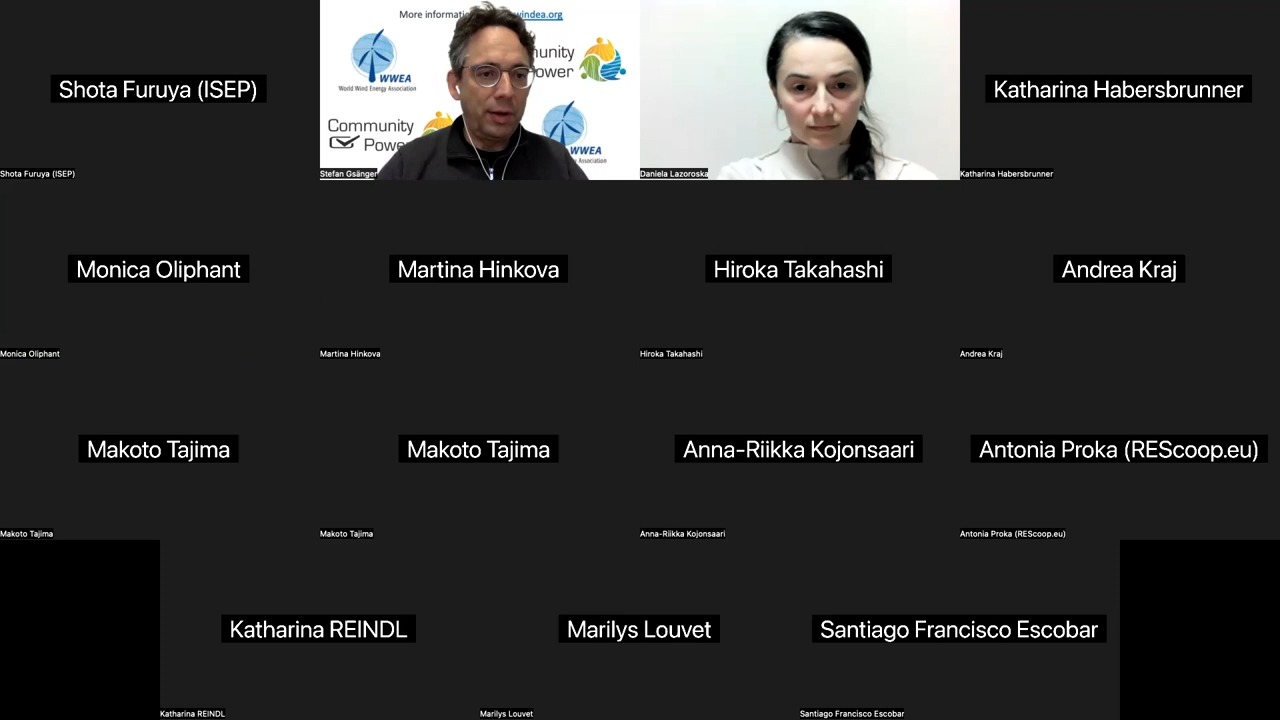 Shota Furuya (ISEP)
Shota Furuya (ISEP)
More informatio
windea.org
WWEA
World Wind Energy Association
munity
ower
Community
Powe
WWEA
Association
Stefan Gsänger
Daniela Lazoroska
Katharina Habersbrunner
Katharina Habersbrunner
Monica Oliphant
Monica Oliphant
Martina Hinkova
Martina Hinkova
Hiroka Takahashi
Hiroka Takahashi
Andrea Kraj
Andrea Kraj
Makoto Tajima
Makoto Tajima
Makoto Tajima
Makoto Tajima
Anna-Riikka Kojonsaari
Anna-Riikka Kojonsaari
Antonia Proka (REScoop.eu)
Antonia Proka (REScoop.eu)
Katharina REINDL
Katharina REINDL
Marilys Louvet
Marilys Louvet
Santiago Francisco Escobar
Santiago Francisco Escobar